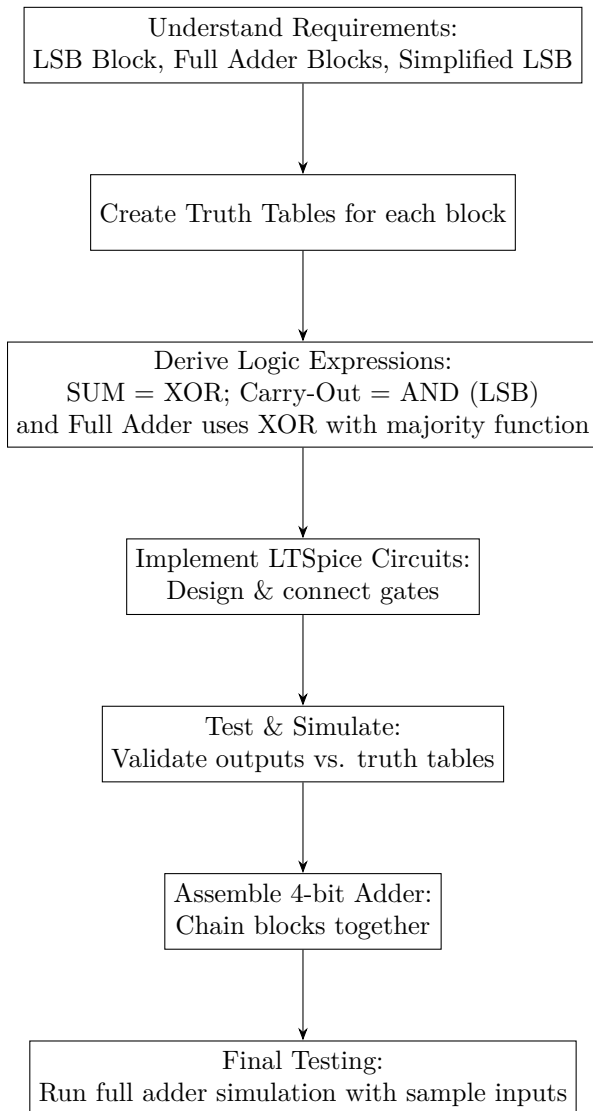 Understand Requirements:
LSB Block, Full Adder Blocks, Simplified LSB
Create Truth Tables for each block
Derive Logic Expressions:
SUM = XOR; Carry-Out = AND (LSB)
and Full Adder uses XOR with majority function
Implement LTSpice Circuits:
Design & connect gates
Test & Simulate:
Validate outputs vs. truth tables
Assemble 4-bit Adder:
Chain blocks together
Final Testing:
Run full adder simulation with sample inputs